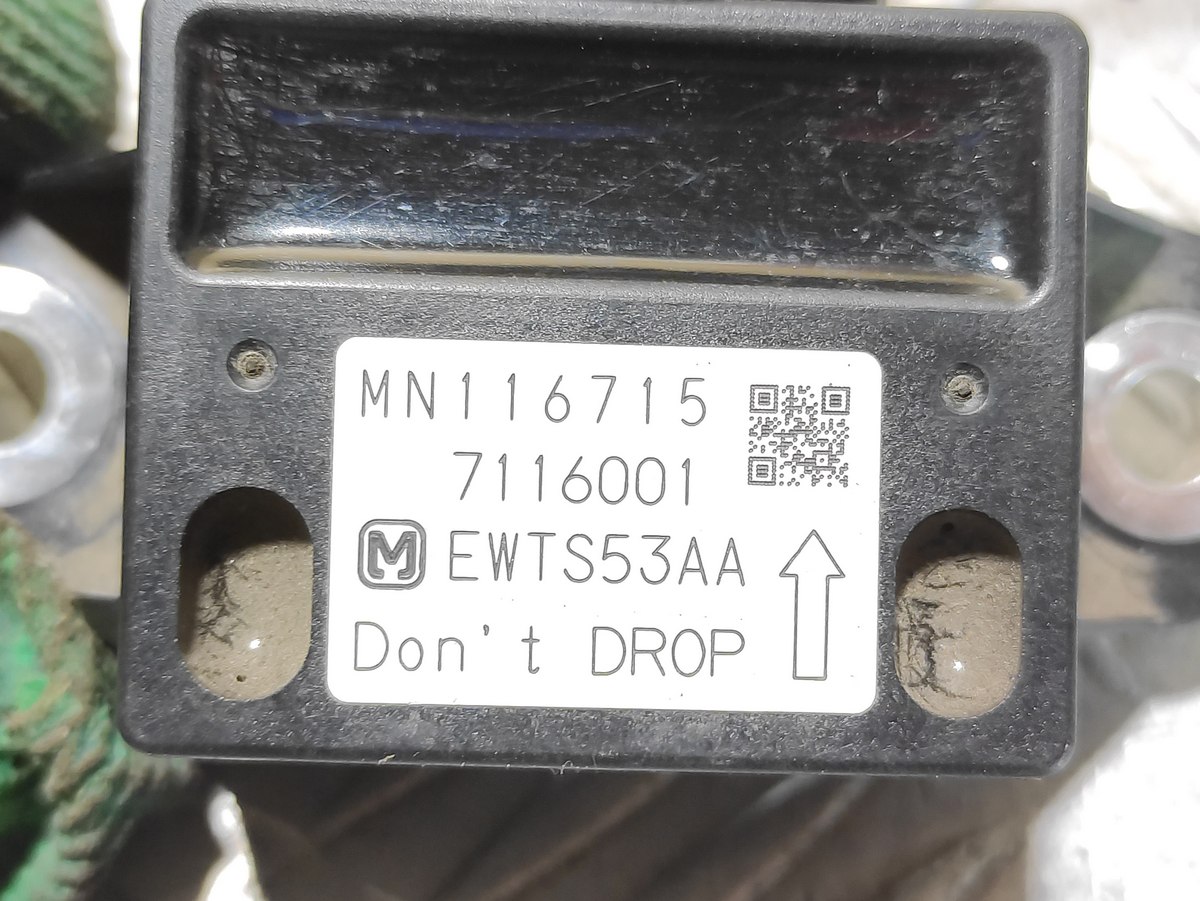 MN116715
7116001
M EWTS53AA
Don't DROP